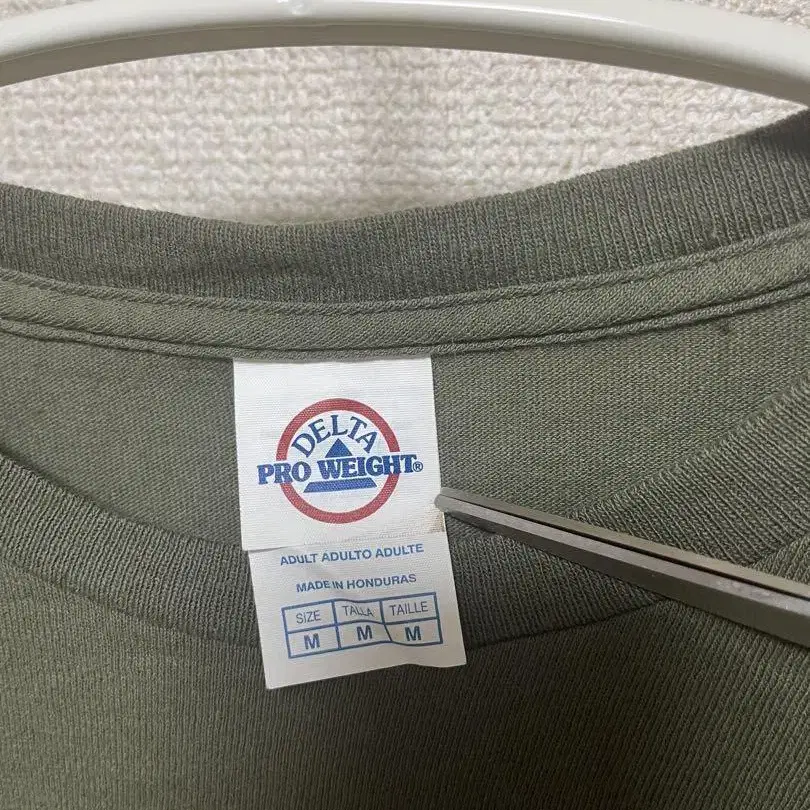 DELTA
PRO WEIGHT®
ADULT ADULTO ADULTE
MADE IN HONDURAS
SIZE TALLA TAILLE
M M M